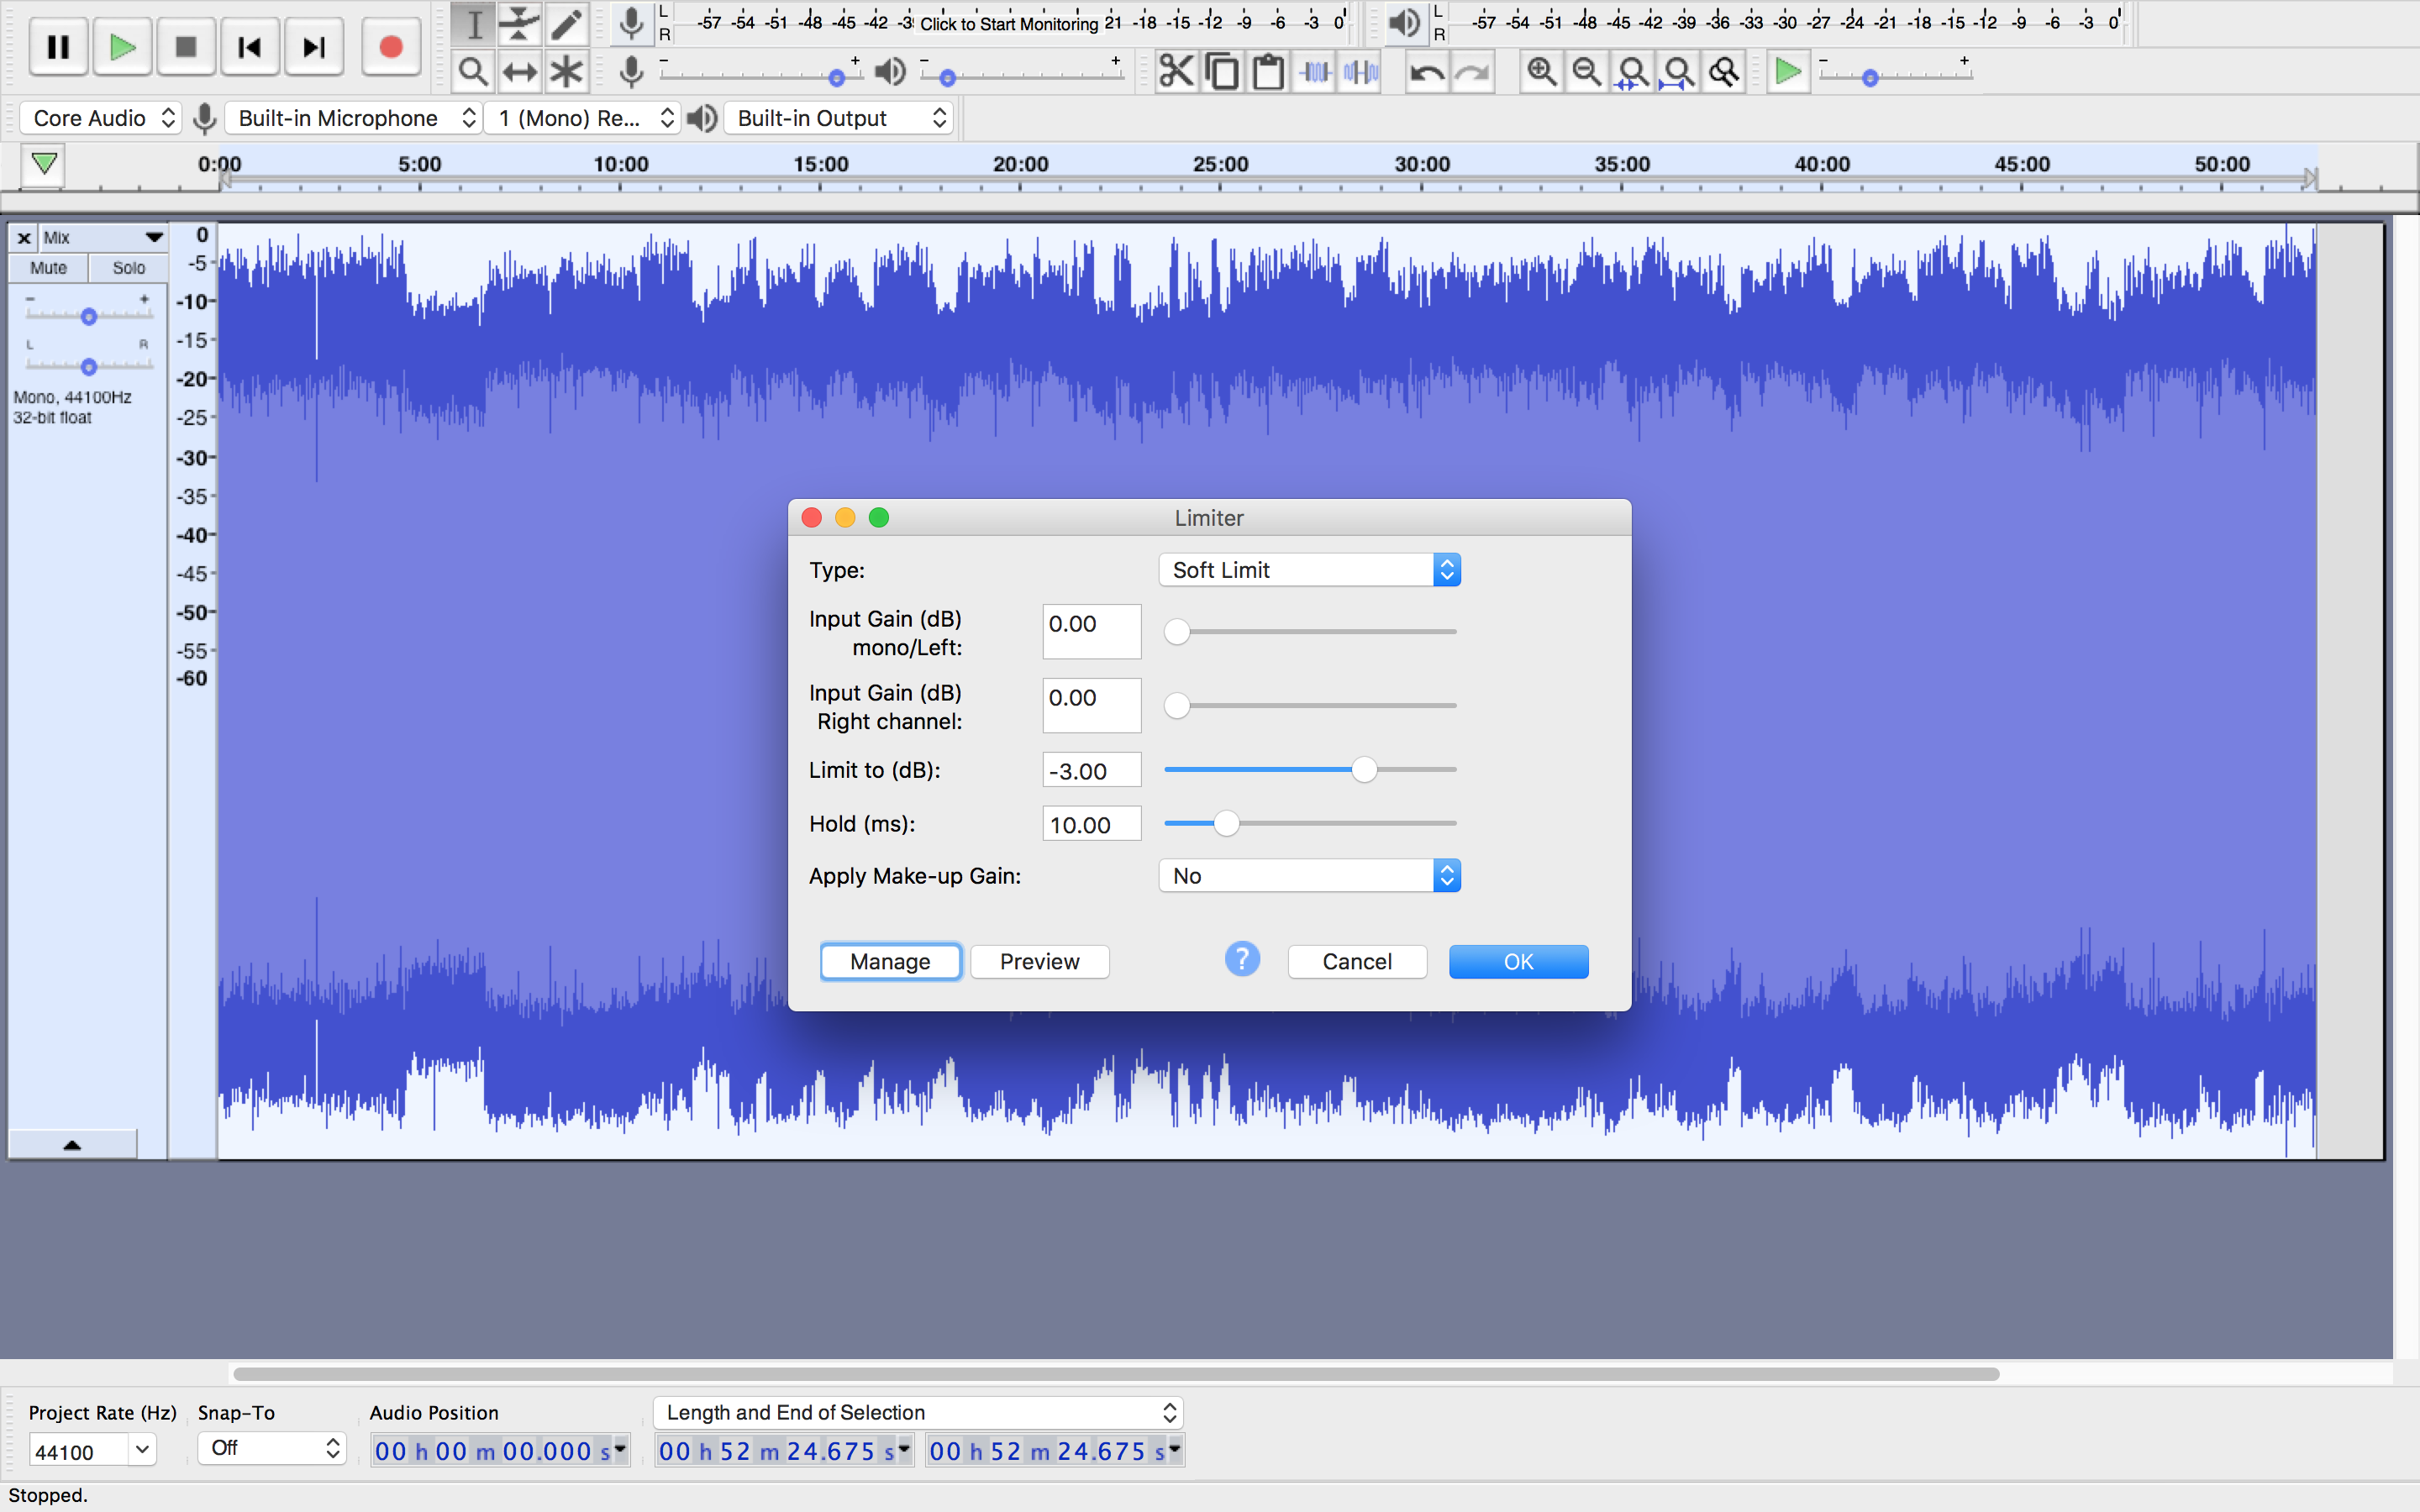 L
R
-57 -54 -51 -48 -45 -42 -3 Click to Start Monitoring 21 -18 -15 -12 -9 -6 -3 0
L
R
-57 -54 -51 -48 -45 -42 -39 -36 -33 -30 -27 -24 -21 -18 -15 -12 -9 -6 -3 0
- +
- +
- +
Core Audio
Built-in Microphone
1 (Mono) Re...
Built-in Output
0:00 5:00 10:00 15:00 20:00 25:00 30:00 35:00 40:00 45:00 50:00
x Mix
Mute Solo
- +
L R
Mono, 44100Hz
32-bit float
0
-5
-10
-15
-20
-25
-30
-35
-40
-45
-50
-55
-60
Limiter
Type: Soft Limit
Input Gain (dB)
mono/Left: 0.00
Input Gain (dB)
Right channel: 0.00
Limit to (dB): -3.00
Hold (ms): 10.00
Apply Make-up Gain: No
Manage Preview ? Cancel OK
Project Rate (Hz) Snap-To Audio Position Length and End of Selection
44100 Off 00 h 00 m 00.000 s 00 h 52 m 24.675 s 00 h 52 m 24.675 s
Stopped.